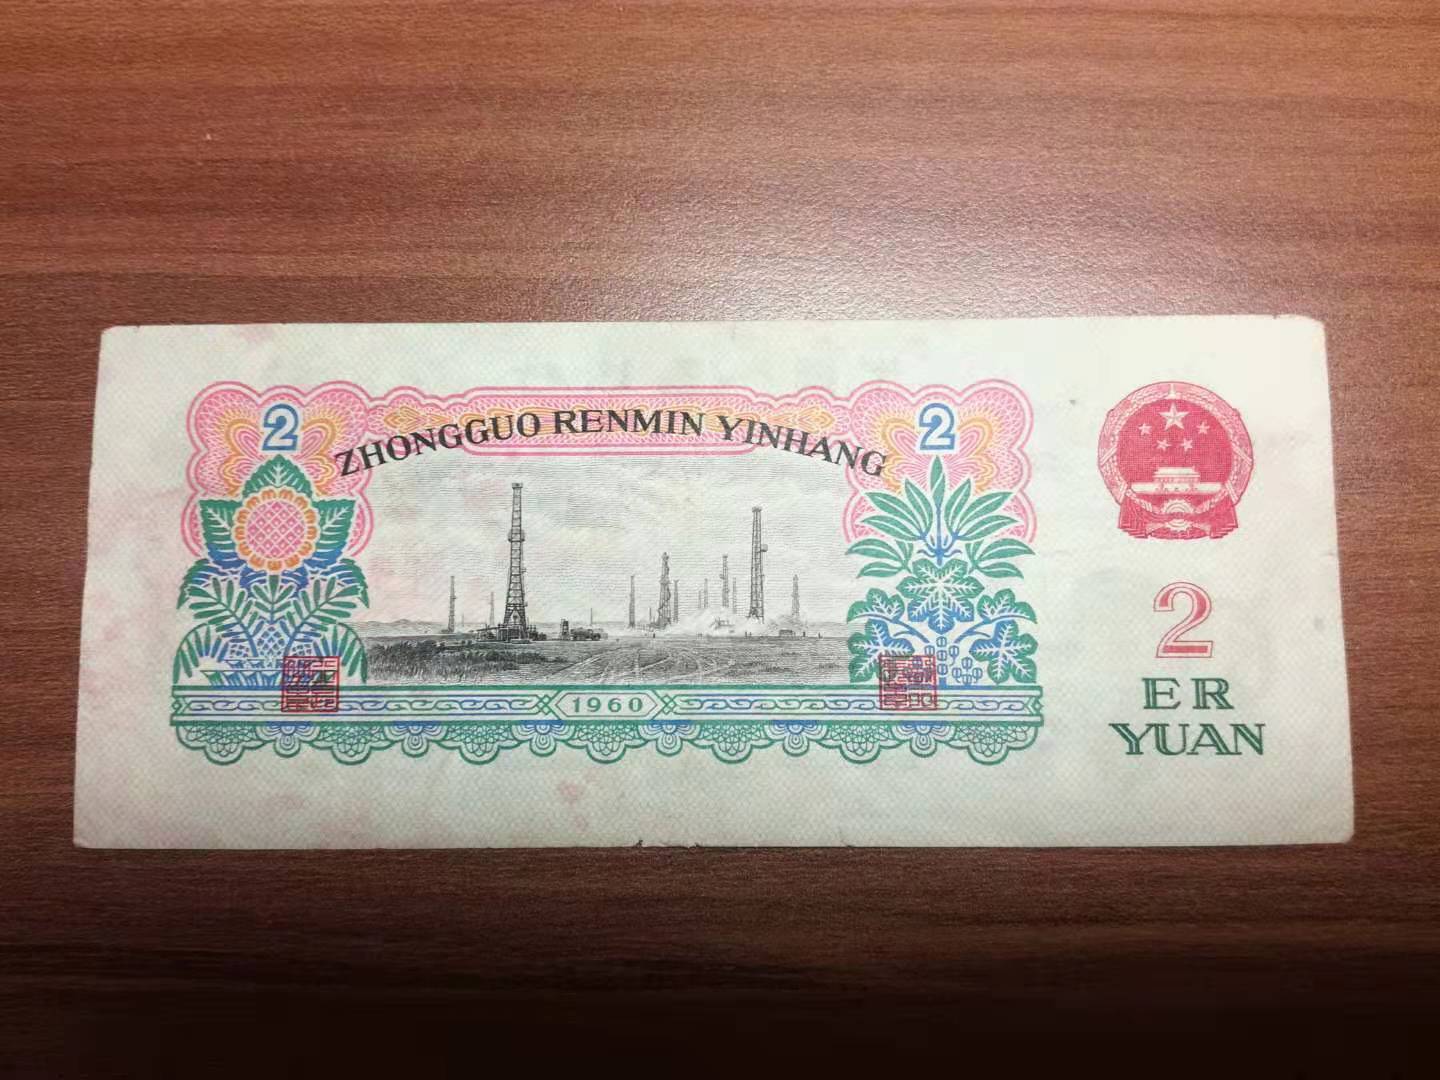 2
2
ZHONGGUO RENMIN YINHANG
1960
2
ER
YUAN